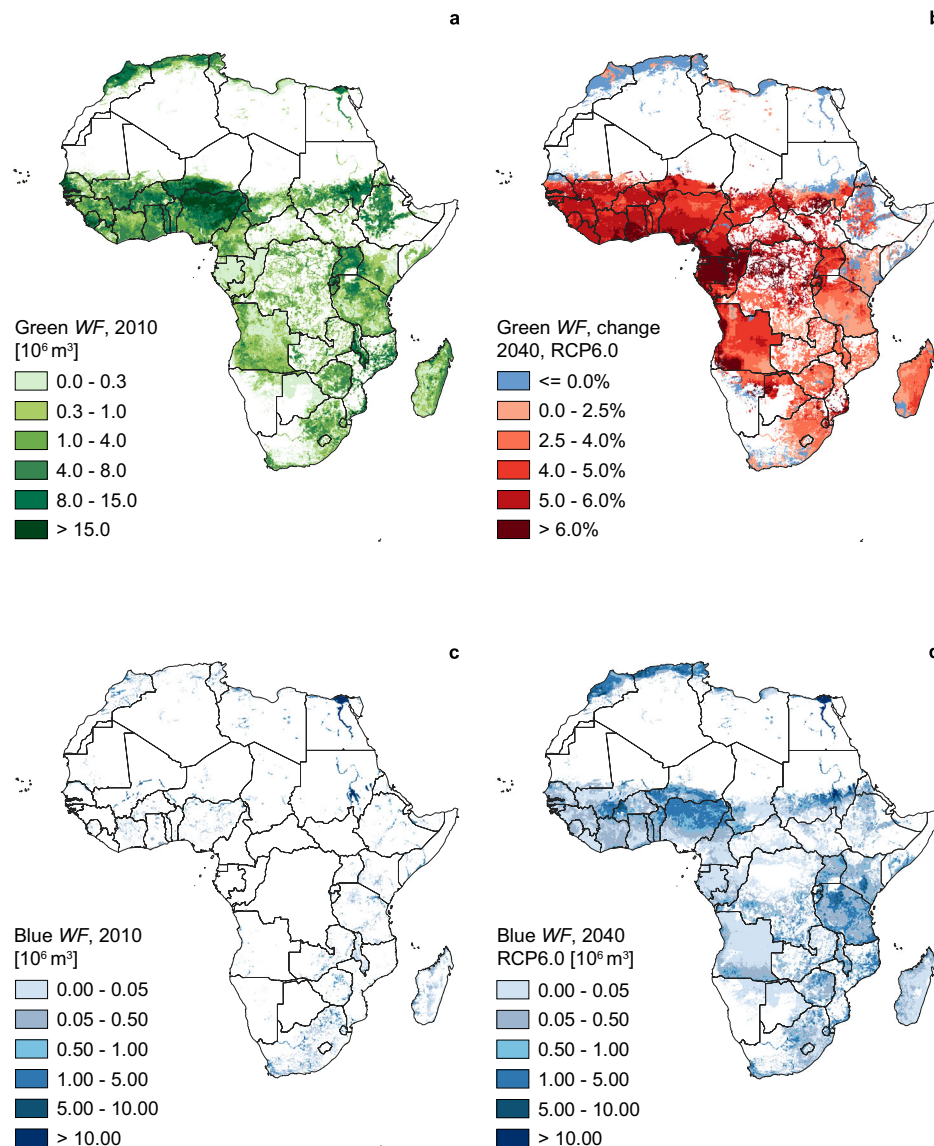 a
Green WF, 2010
[10⁶ m³]
0.0 - 0.3
0.3 - 1.0
1.0 - 4.0
4.0 - 8.0
8.0 - 15.0
> 15.0
b
Green WF, change
2040, RCP6.0
<= 0.0%
0.0 - 2.5%
2.5 - 4.0%
4.0 - 5.0%
5.0 - 6.0%
> 6.0%
c
Blue WF, 2010
[10⁶ m³]
0.00 - 0.05
0.05 - 0.50
0.50 - 1.00
1.00 - 5.00
5.00 - 10.00
> 10.00
d
Blue WF, 2040
RCP6.0 [10⁶ m³]
0.00 - 0.05
0.05 - 0.50
0.50 - 1.00
1.00 - 5.00
5.00 - 10.00
> 10.00